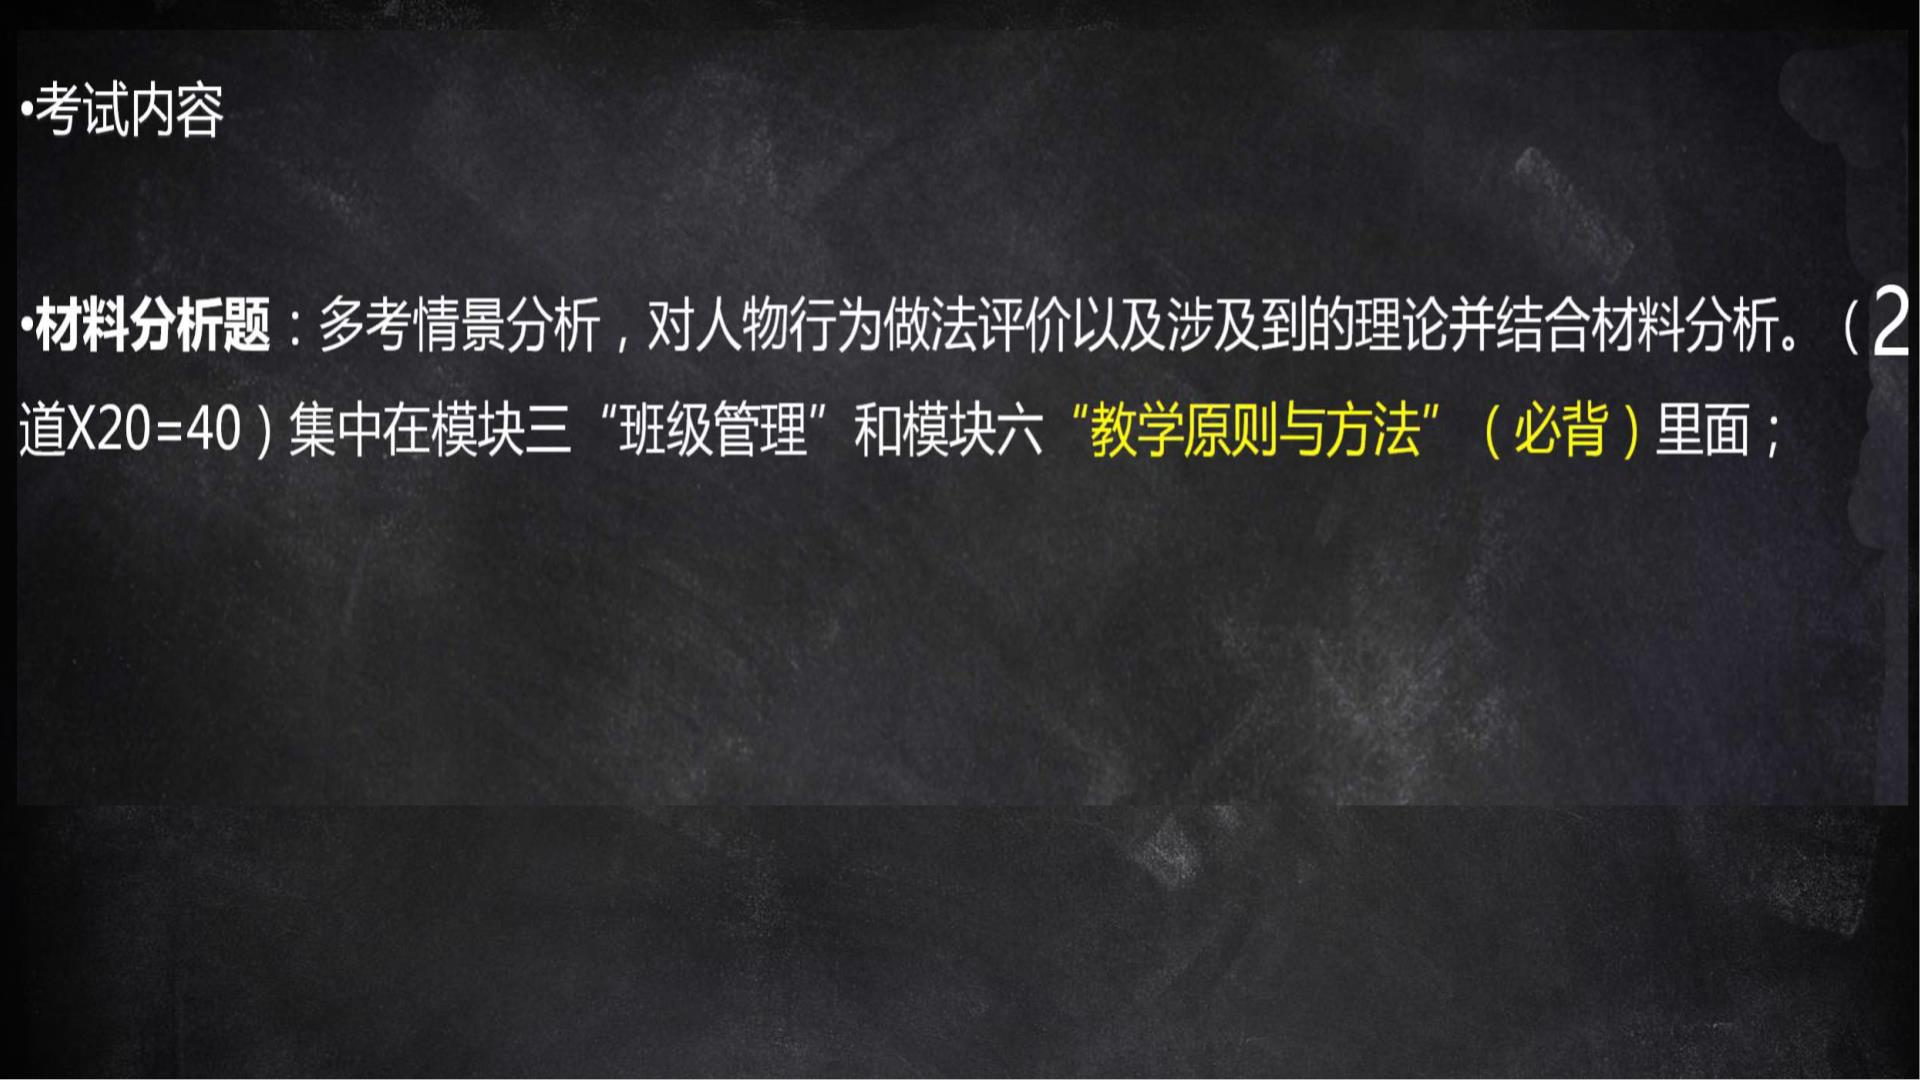 •考试内容
•材料分析题：多考情景分析，对人物行为做法评价以及涉及到的理论并结合材料分析。（2
道X20=40）集中在模块三“班级管理”和模块六“教学原则与方法”（必背）里面；